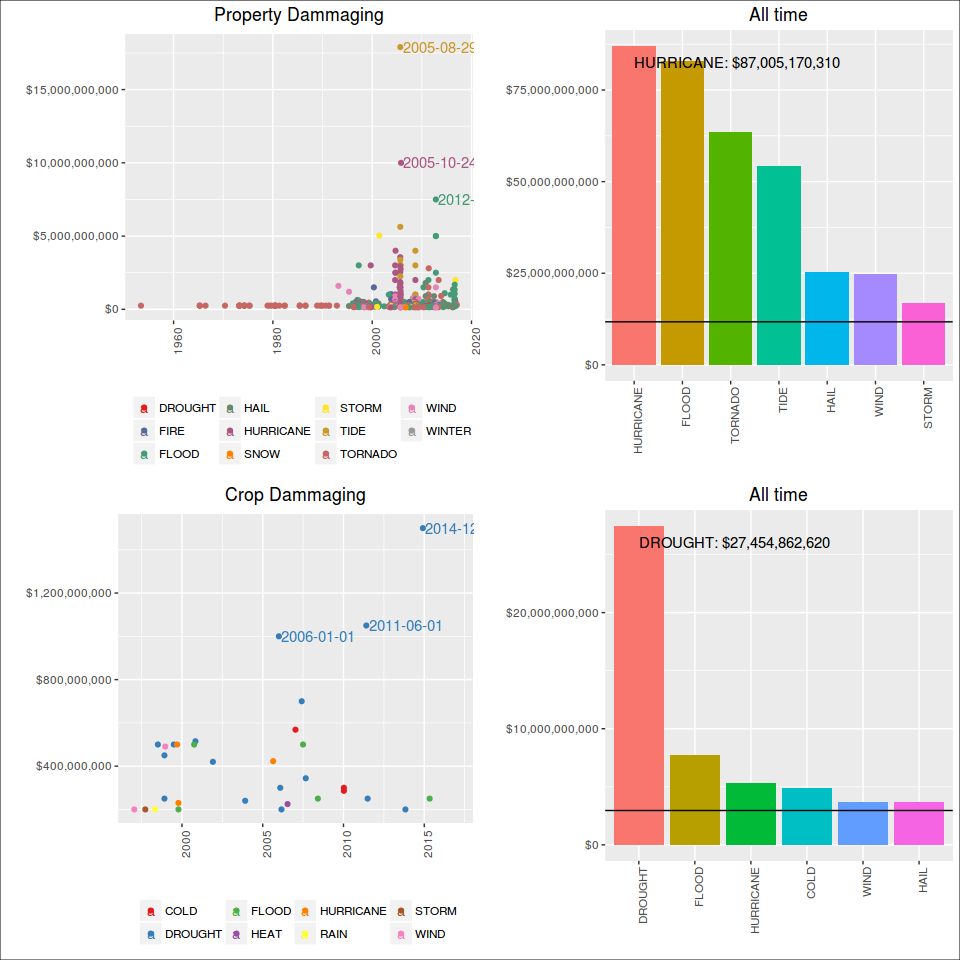 Property Dammaging
$15,000,000,000
$10,000,000,000
$5,000,000,000
$0
2005-08-29
2005-10-24
2012-
1960
1980
2000
2020
DROUGHT HAIL STORM WIND
FIRE HURRICANE TIDE WINTER
FLOOD SNOW TORNADO
All time
HURRICANE: $87,005,170,310
$75,000,000,000
$50,000,000,000
$25,000,000,000
$0
HURRICANE
FLOOD
TORNADO
TIDE
HAIL
WIND
STORM
Crop Dammaging
$1,200,000,000
$800,000,000
$400,000,000
2014-12
2011-06-01
2006-01-01
2000
2005
2010
2015
COLD FLOOD HURRICANE STORM
DROUGHT HEAT RAIN WIND
All time
DROUGHT: $27,454,862,620
$20,000,000,000
$10,000,000,000
$0
DROUGHT
FLOOD
HURRICANE
COLD
WIND
HAIL